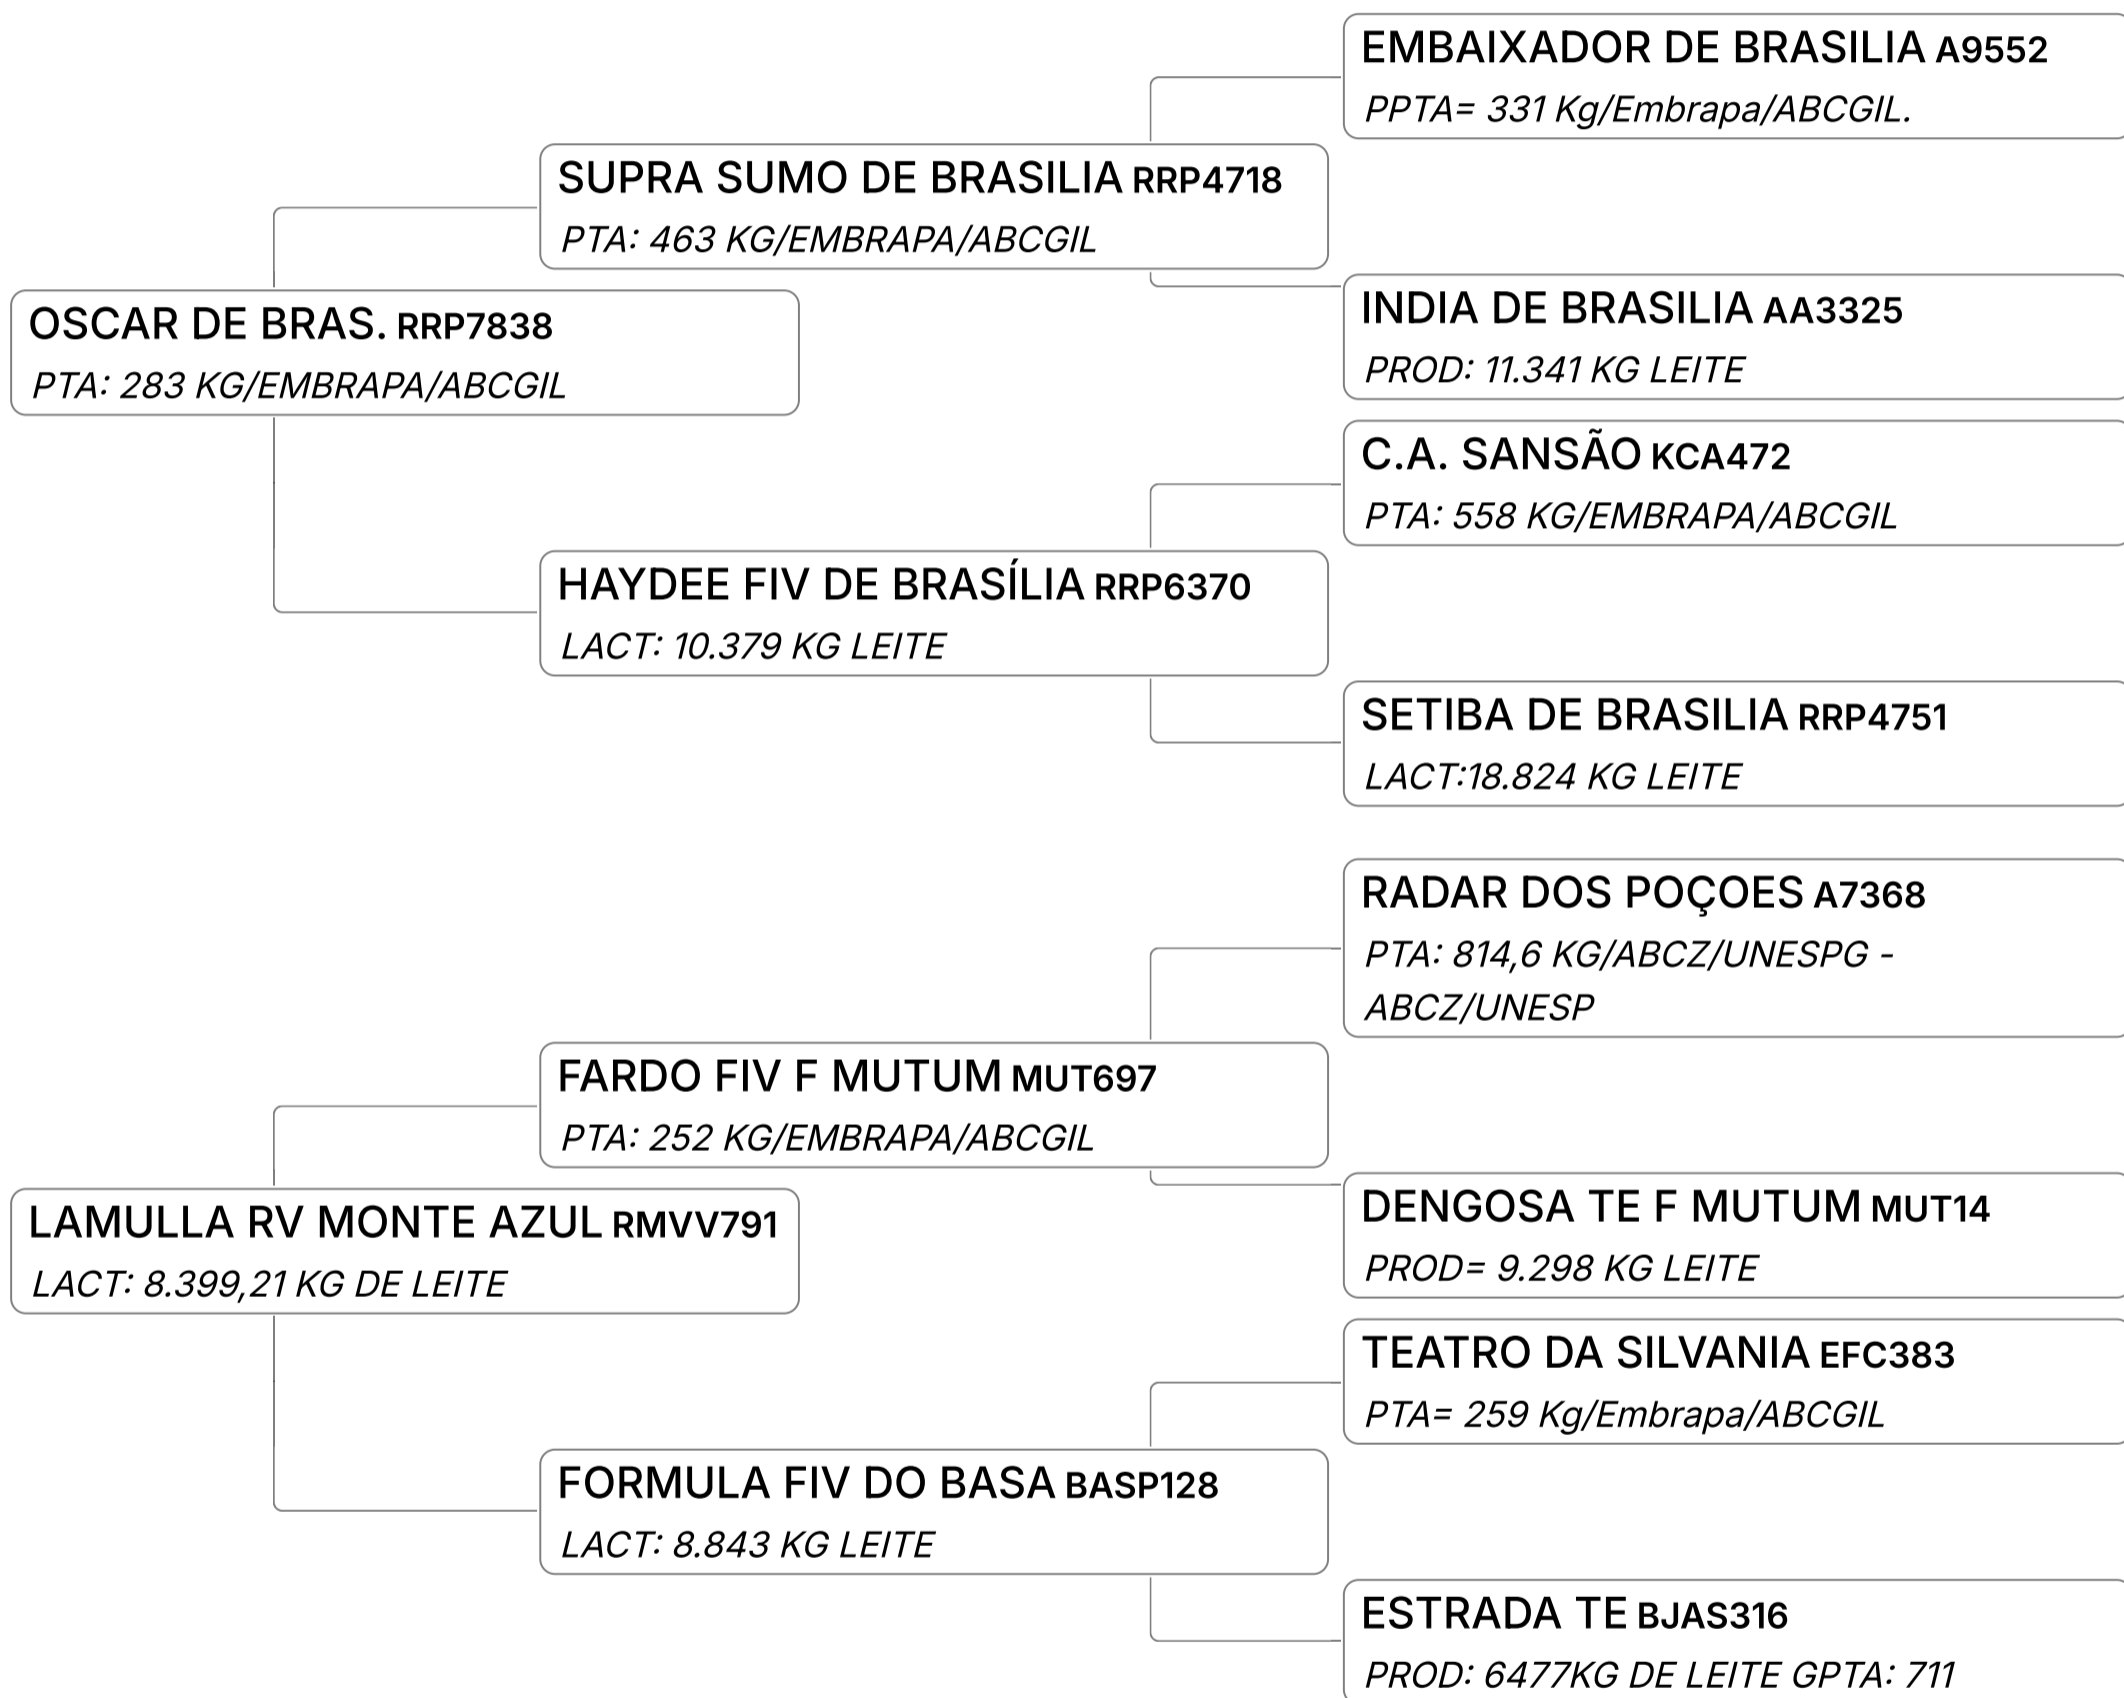 EMBAIXADOR DE BRASILIA A9552
PPTA= 331 Kg/Embrapa/ABCGIL.
SUPRA SUMO DE BRASILIA RRP4718
PTA: 463 KG/EMBRAPA/ABCGIL
INDIA DE BRASILIA AA3325
PROD: 11.341 KG LEITE
OSCAR DE BRAS. RRP7838
PTA: 283 KG/EMBRAPA/ABCGIL
C.A. SANSÃO KCA472
PTA: 558 KG/EMBRAPA/ABCGIL
HAYDEE FIV DE BRASÍLIA RRP6370
LACT: 10.379 KG LEITE
SETIBA DE BRASILIA RRP4751
LACT:18.824 KG LEITE
RADAR DOS POÇOES A7368
PTA: 814,6 KG/ABCZ/UNESPG -
ABCZ/UNESP
FARDO FIV F MUTUM MUT697
PTA: 252 KG/EMBRAPA/ABCGIL
DENGOSA TE F MUTUM MUT14
PROD= 9.298 KG LEITE
LAMULLA RV MONTE AZUL RMVV791
LACT: 8.399,21 KG DE LEITE
TEATRO DA SILVANIA EFC383
PTA= 259 Kg/Embrapa/ABCGIL
FORMULA FIV DO BASA BASP128
LACT: 8.843 KG LEITE
ESTRADA TE BJAS316
PROD: 6477KG DE LEITE GPTA: 711